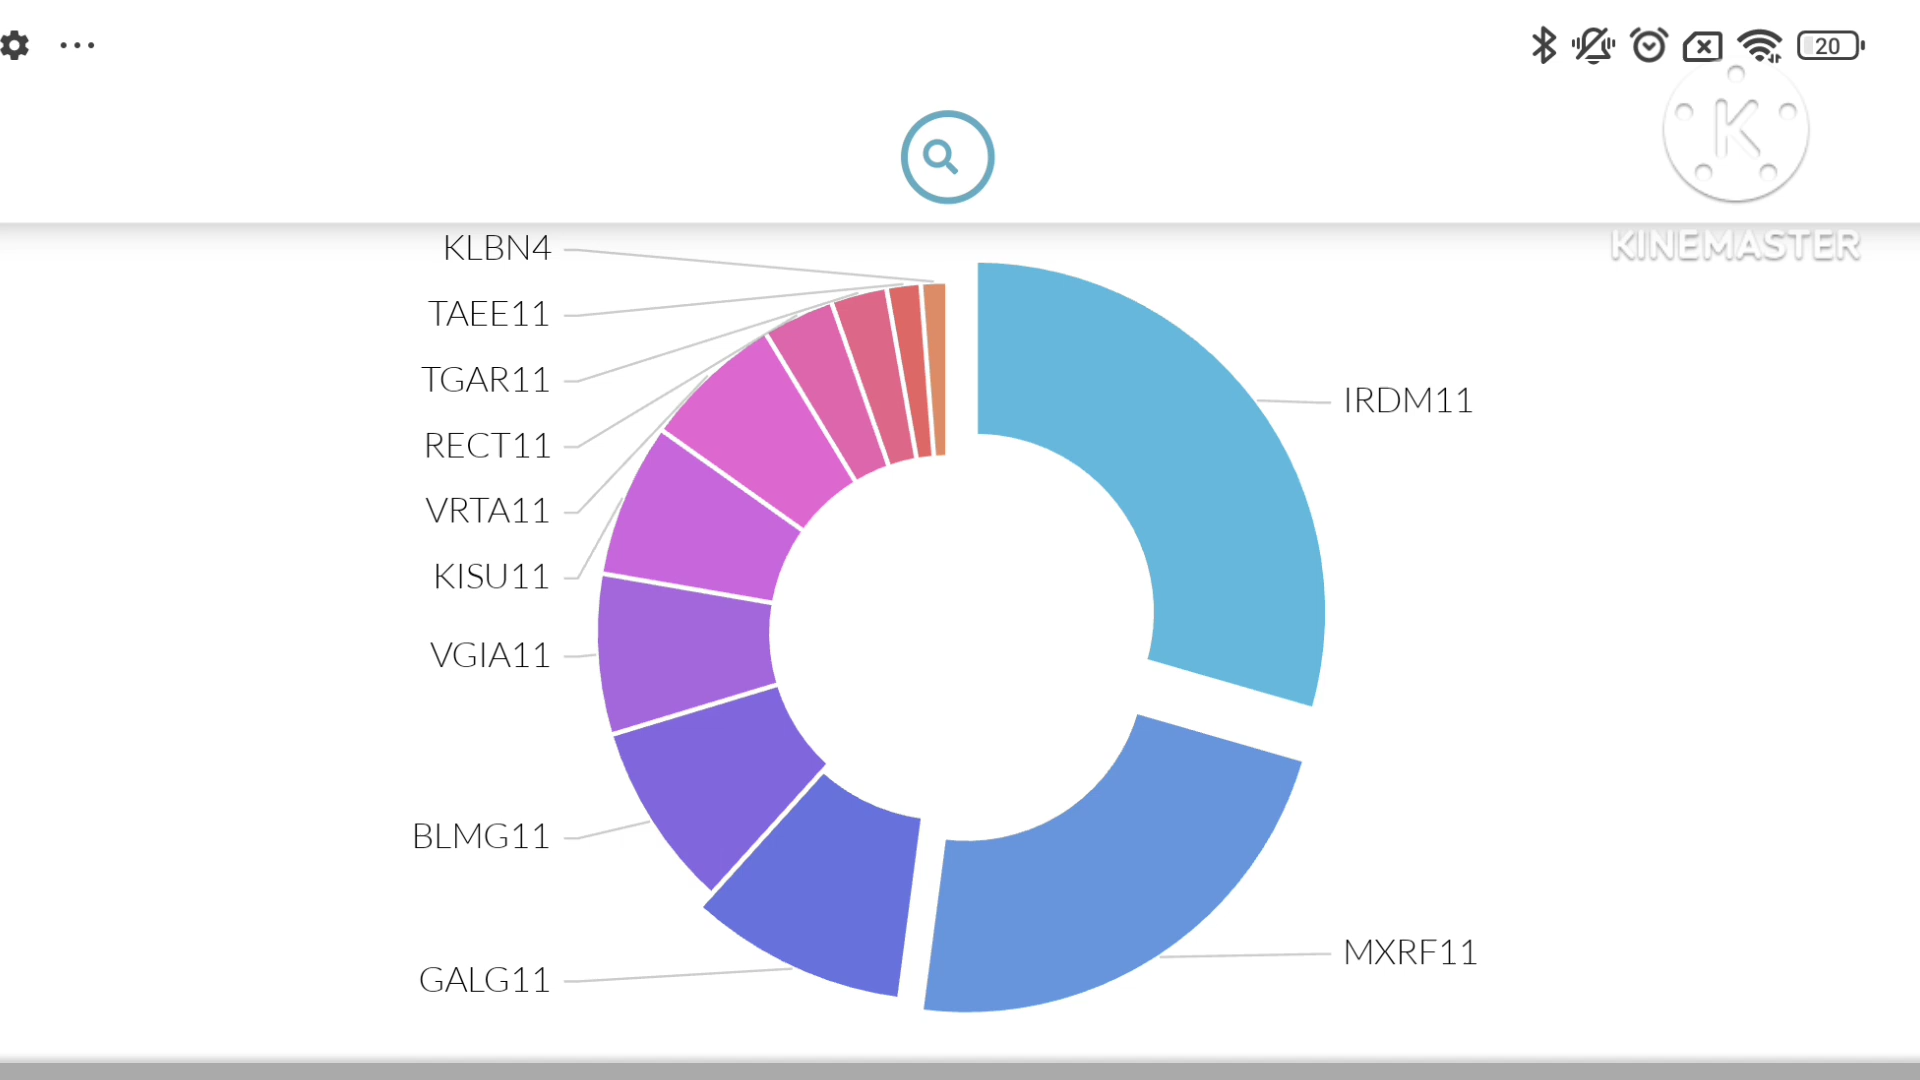 20
K
KINEMASTER
KLBN4
TAEE11
TGAR11
RECT11
VRTA11
KISU11
VGIA11
BLMG11
GALG11
IRDM11
MXRF11